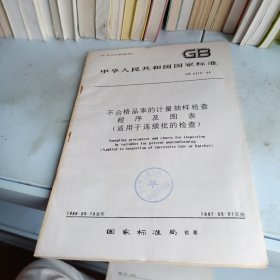 GB
中华人民共和国国家标准
不合格品率的计量抽样检查
程序及图表
(适用于连续批的检查)
Sampling procedures and charts for inspection
by variables for percent nonconforming
(Applied to inspection of successive lots or batches)
1986-09-13发布
1987-05-01实施
国家标准局 批准